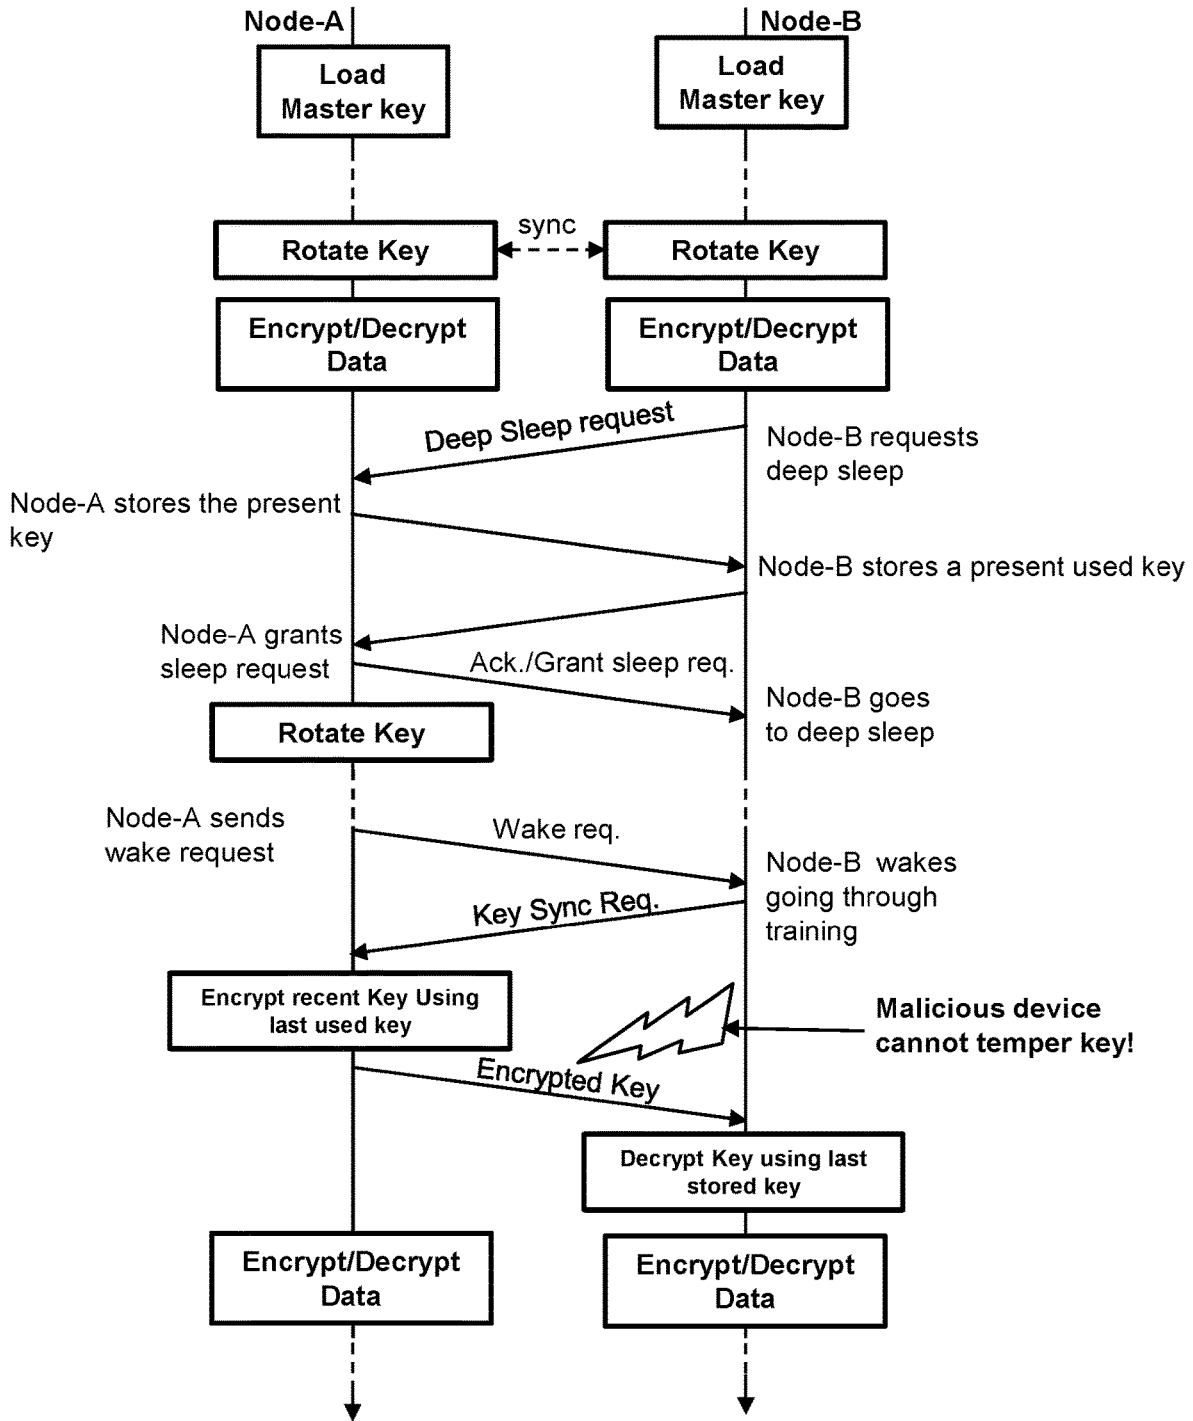 Node-A
Node-B
Load
Master key
Load
Master key
Rotate Key
sync
Rotate Key
Encrypt/Decrypt
Data
Encrypt/Decrypt
Data
Deep Sleep request
Node-B requests
deep sleep
Node-A stores the present
key
Node-B stores a present used key
Node-A grants
sleep request
Ack./Grant sleep req.
Node-B goes
to deep sleep
Rotate Key
Node-A sends
wake request
Wake req.
Node-B wakes
going through
training
Key Sync Req.
Encrypt recent Key Using
last used key
Malicious device
cannot temper key!
Encrypted Key
Decrypt Key using last
stored key
Encrypt/Decrypt
Data
Encrypt/Decrypt
Data